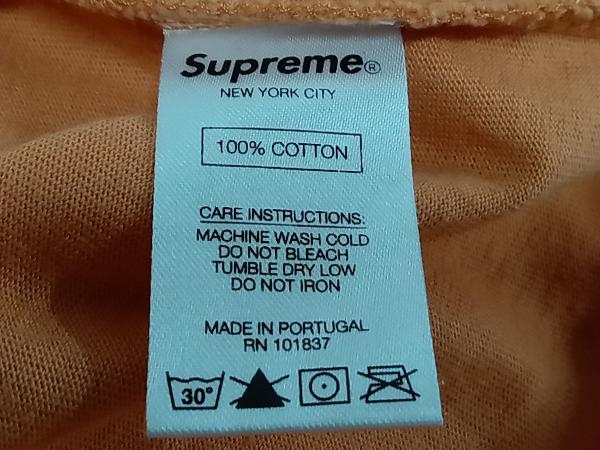 Supreme®
NEW YORK CITY
100% COTTON
CARE INSTRUCTIONS:
MACHINE WASH COLD
DO NOT BLEACH
TUMBLE DRY LOW
DO NOT IRON
MADE IN PORTUGAL
RN 101837
30°